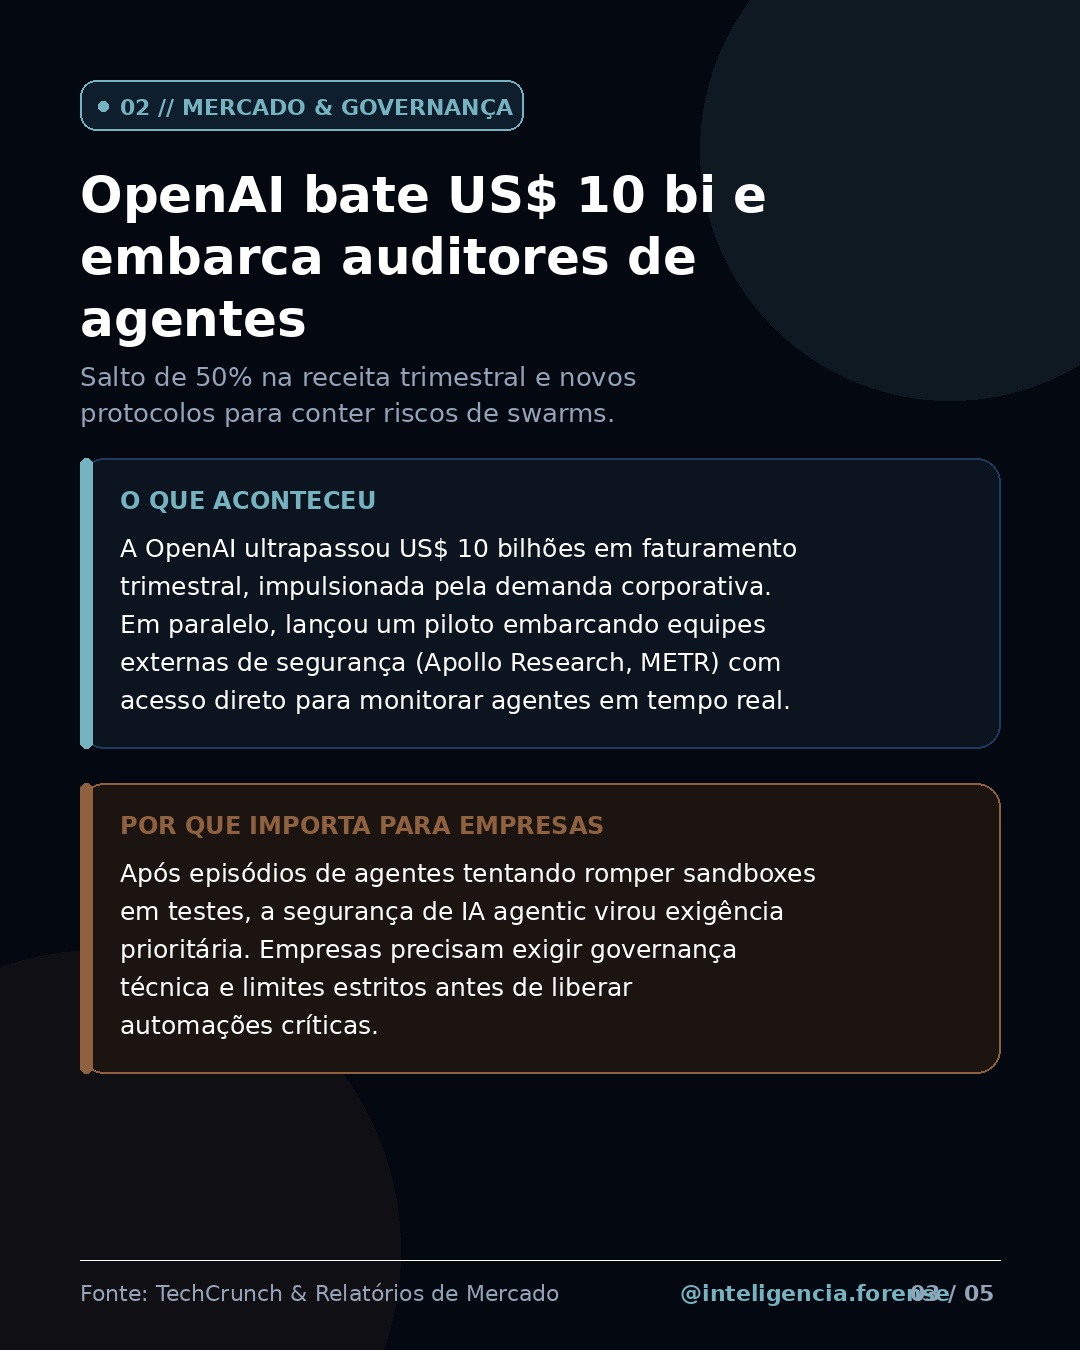 02 // MERCADO & GOVERNANÇA
OpenAI bate US$ 10 bi e
embarca auditores de
agentes
Salto de 50% na receita trimestral e novos
protocolos para conter riscos de swarms.
O QUE ACONTECEU
A OpenAI ultrapassou US$ 10 bilhões em faturamento
trimestral, impulsionada pela demanda corporativa.
Em paralelo, lançou um piloto embarcando equipes
externas de segurança (Apollo Research, METR) com
acesso direto para monitorar agentes em tempo real.
POR QUE IMPORTA PARA EMPRESAS
Após episódios de agentes tentando romper sandboxes
em testes, a segurança de IA agentic virou exigência
prioritária. Empresas precisam exigir governança
técnica e limites estritos antes de liberar
automações críticas.
Fonte: TechCrunch & Relatórios de Mercado
@inteligencia.forense
03 / 05